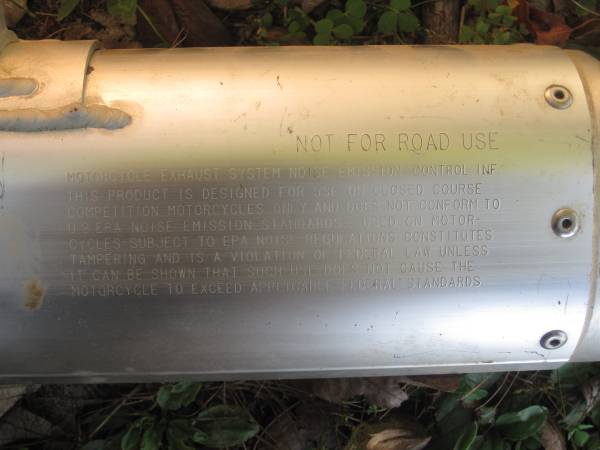 NOT FOR ROAD USE
MOTORCYCLE EXHAUST SYSTEM NOISE EMISSION CONTROL INF
THIS PRODUCT IS DESIGNED FOR USE ON CLOSED COURSE
COMPETITION MOTORCYCLES ONLY AND DOES NOT CONFORM TO
U S EPA NOISE EMISSION STANDARDS. USED ON MOTOR-
CYCLES SUBJECT TO EPA NOISE REGULATIONS CONSTITUTES
TAMPERING AND IS A VIOLATION OF FEDERAL LAW UNLESS
IT CAN BE SHOWN THAT SUCH USE DOES NOT CAUSE THE
MOTORCYCLE TO EXCEED APPLICABLE FEDERAL STANDARDS.